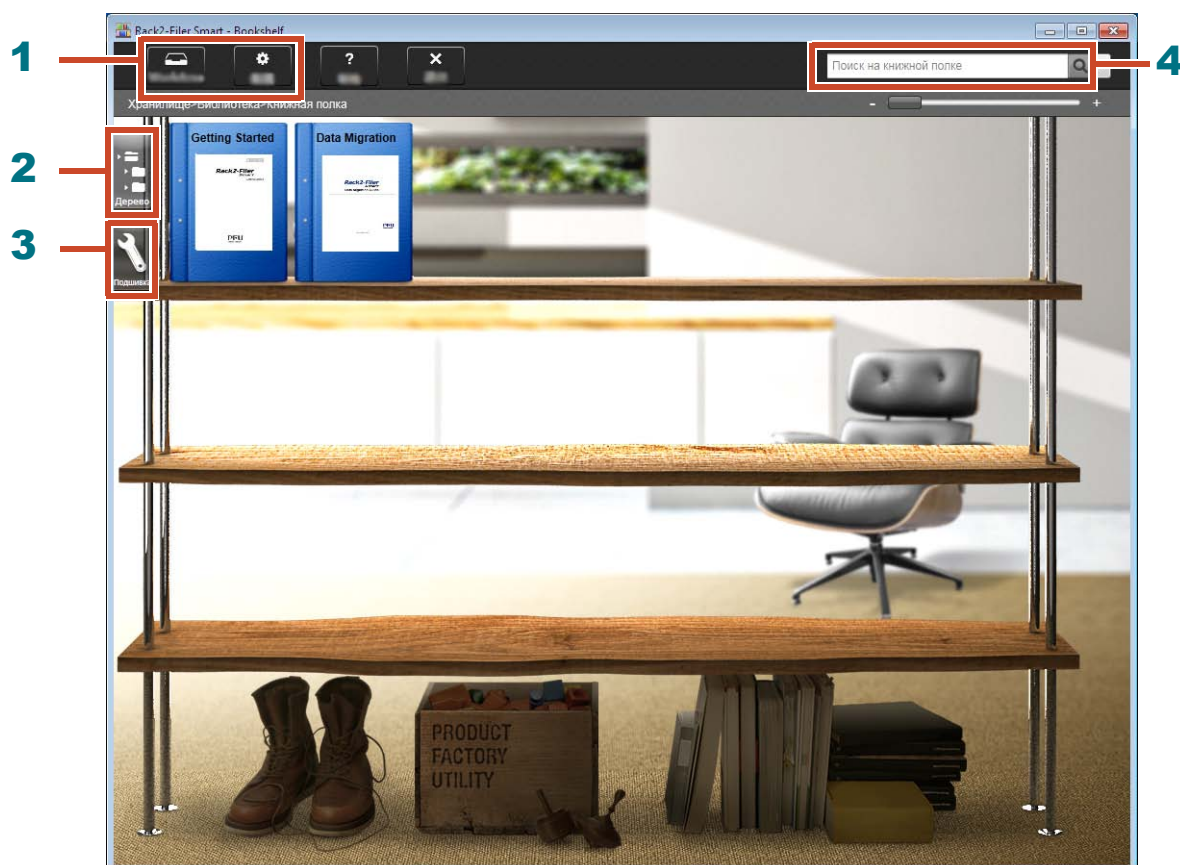 Rack2-Filer Smart - Bookshelf
1
?
4
Поиск на книжной полке
Хранилище>Библиотека>Книжная полка
- +
Getting Started
Data Migration
Rack2-Filer
Rack2-Filer
2
Дерево
PFU
3
Подшивка
PRODUCT
FACTORY
UTILITY